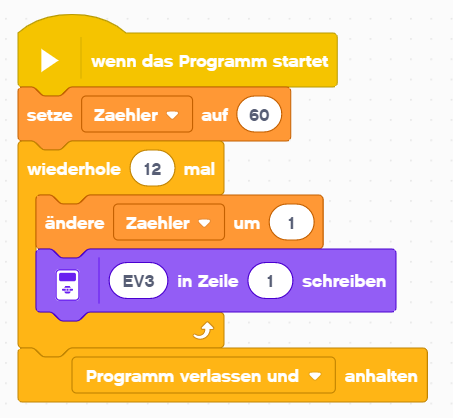 wenn das Programm startet
setze Zaehler auf 60
wiederhole 12 mal
ändere Zaehler um 1
EV3 in Zeile 1 schreiben
Programm verlassen und anhalten